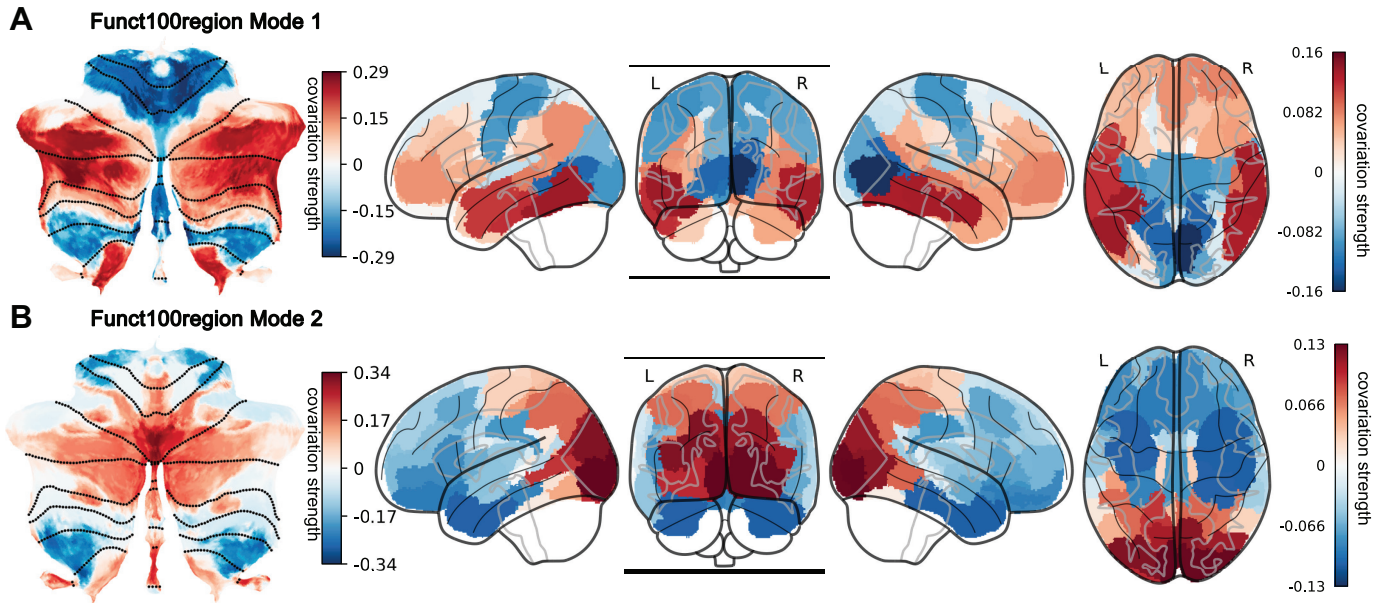 A
Funct100region Mode 1
0.29
0.15
0
-0.15
-0.29
covariation strength
L
R
L
R
0.16
0.082
0
-0.082
-0.16
covariation strength
B
Funct100region Mode 2
0.34
0.17
0
-0.17
-0.34
covariation strength
L
R
L
R
0.13
0.066
0
-0.066
-0.13
covariation strength